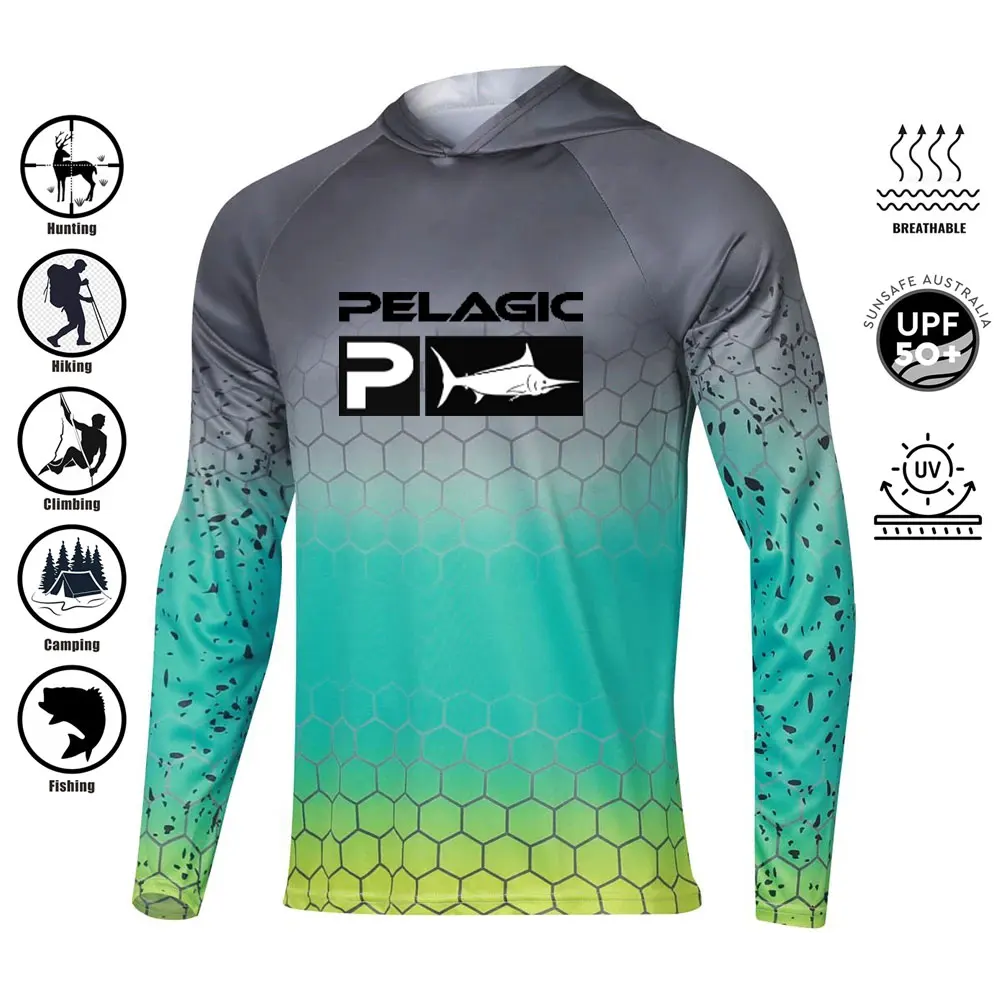 Hunting
Hiking
Climbing
Camping
Fishing
PELAGIC
P
BREATHABLE
SUNSAFE AUSTRALIA
UPF
50+
UV